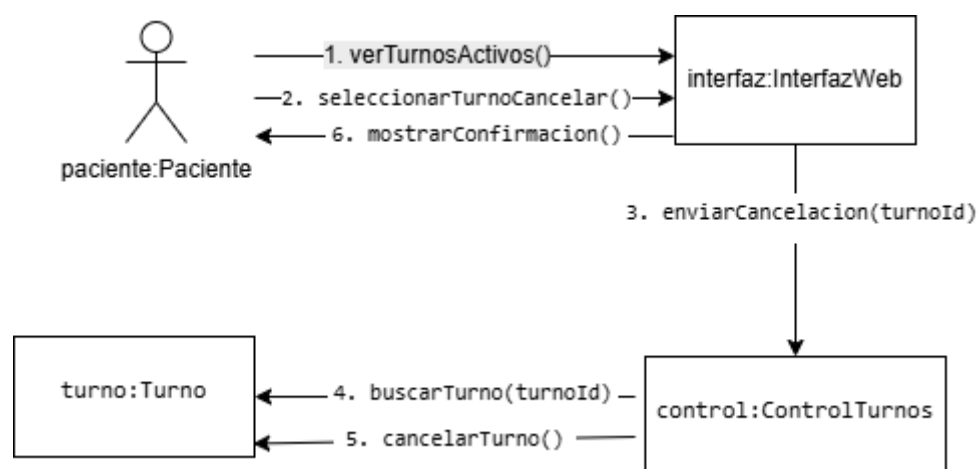 1. verTurnosActivos()
2. seleccionarTurnoCancelar()
6. mostrarConfirmacion()
paciente:Paciente
interfaz:InterfazWeb
3. enviarCancelacion(turnoId)
turno:Turno
4. buscarTurno(turnoId)
5. cancelarTurno()
control:ControlTurnos